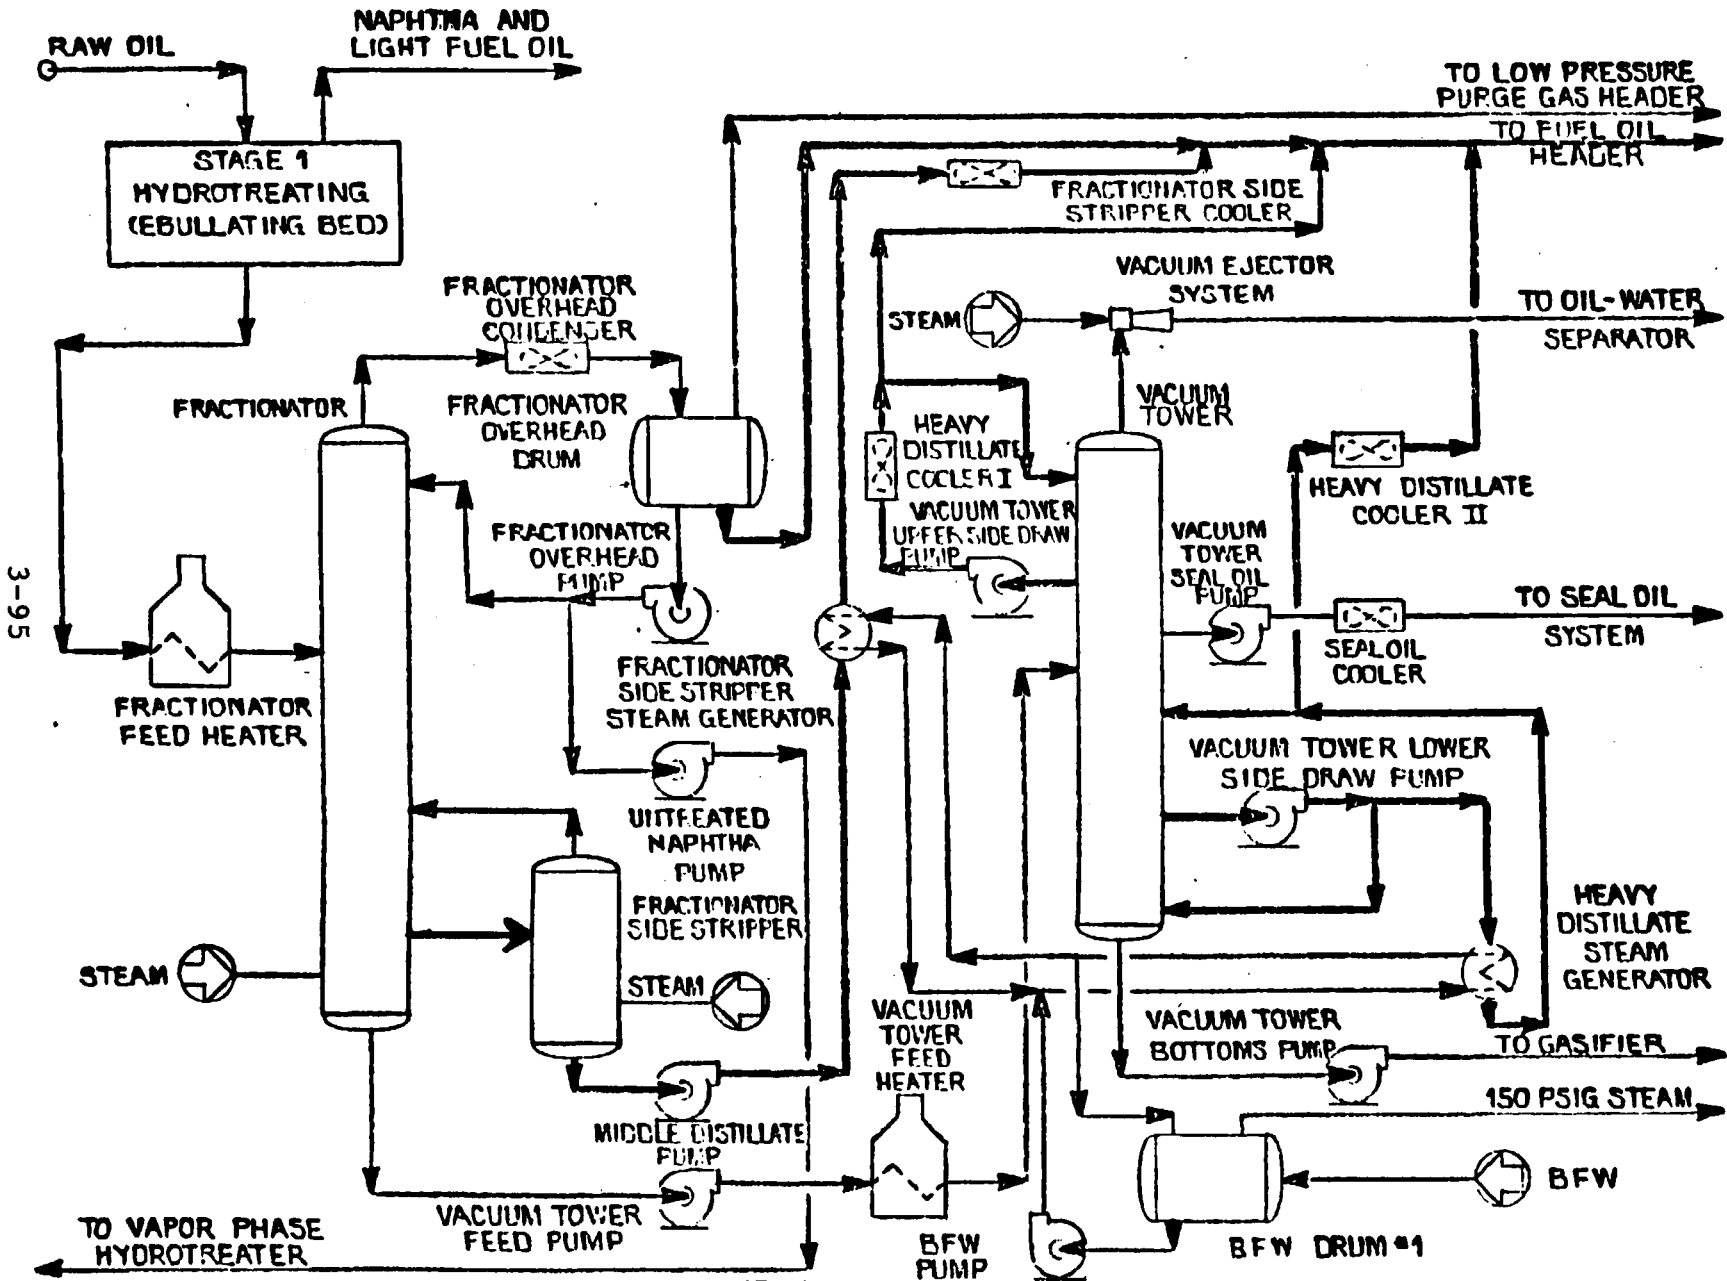 NAPHTHA AND
LIGHT FUEL OIL
RAW OIL
TO LOW PRESSURE
PURGE GAS HEADER
TO FUEL OIL
HEADER
STAGE 1
HYDROTREATING
(EBULLATING BED)
FRACTIONATOR SIDE
STRIPPER COOLER
FRACTIONATOR
OVERHEAD
CONDENSER
VACUUM EJECTOR
SYSTEM
STEAM
TO OIL-WATER
SEPARATOR
FRACTIONATOR
FRACTIONATOR
OVERHEAD
DRUM
VACUUM
TOWER
HEAVY
DISTILLATE
COOLER I
HEAVY DISTILLATE
COOLER II
VACUUM TOWER
UPPER SIDE DRAW
PUMP
VACUUM
TOWER
SEAL OIL
PUMP
FRACTIONATOR
OVERHEAD
PUMP
3-95
TO SEAL OIL
SYSTEM
SEAL OIL
COOLER
FRACTIONATOR
SIDE STRIPPER
STEAM GENERATOR
FRACTIONATOR
FEED HEATER
VACUUM TOWER LOWER
SIDE DRAW PUMP
UNTREATED
NAPHTHA
PUMP
FRACTIONATOR
SIDE STRIPPER
HEAVY
DISTILLATE
STEAM
GENERATOR
STEAM
STEAM
VACUUM
TOWER
FEED
HEATER
VACUUM TOWER
BOTTOMS PUMP
TO GASIFIER
150 PSIG STEAM
MIDDLE DISTILLATE
PUMP
BFW
VACUUM TOWER
FEED PUMP
TO VAPOR PHASE
HYDROTREATER
BFW
PUMP
BFW DRUM #1